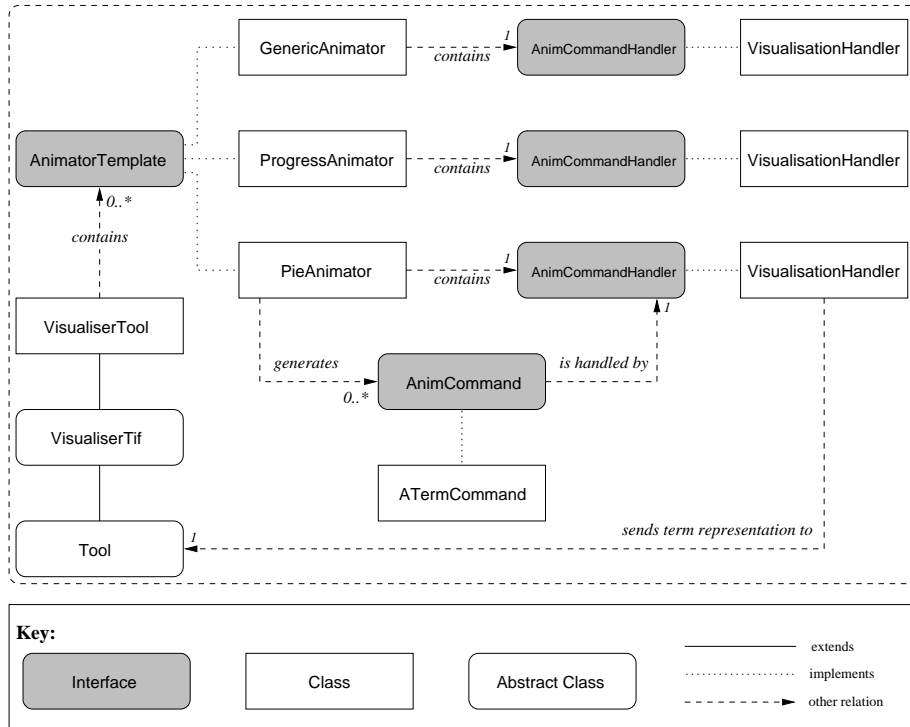 GenericAnimator
contains
1
AnimCommandHandler
VisualisationHandler
AnimatorTemplate
ProgressAnimator
contains
1
AnimCommandHandler
VisualisationHandler
0..*
contains
PieAnimator
contains
1
AnimCommandHandler
VisualisationHandler
VisualiserTool
generates
0..*
AnimCommand
is handled by
1
VisualiserTif
ATermCommand
Tool
1
sends term representation to
Key:
Interface
Class
Abstract Class
extends
implements
other relation